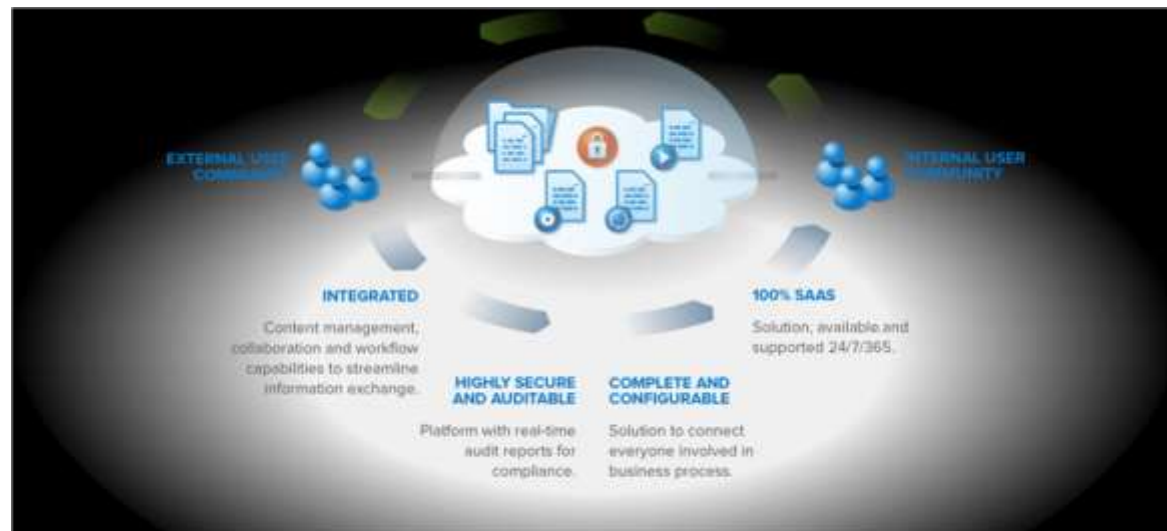 EXTERNAL USER
COMMUNITY
INTERNAL USER
COMMUNITY
INTEGRATED
Content management,
collaboration and workflow
capabilities to streamline
information exchange.
HIGHLY SECURE
AND AUDITABLE
Platform with real-time
audit reports for
compliance.
COMPLETE AND
CONFIGURABLE
Solution to connect
everyone involved in
business process.
100% SAAS
Solution, available and
supported 24/7/365.